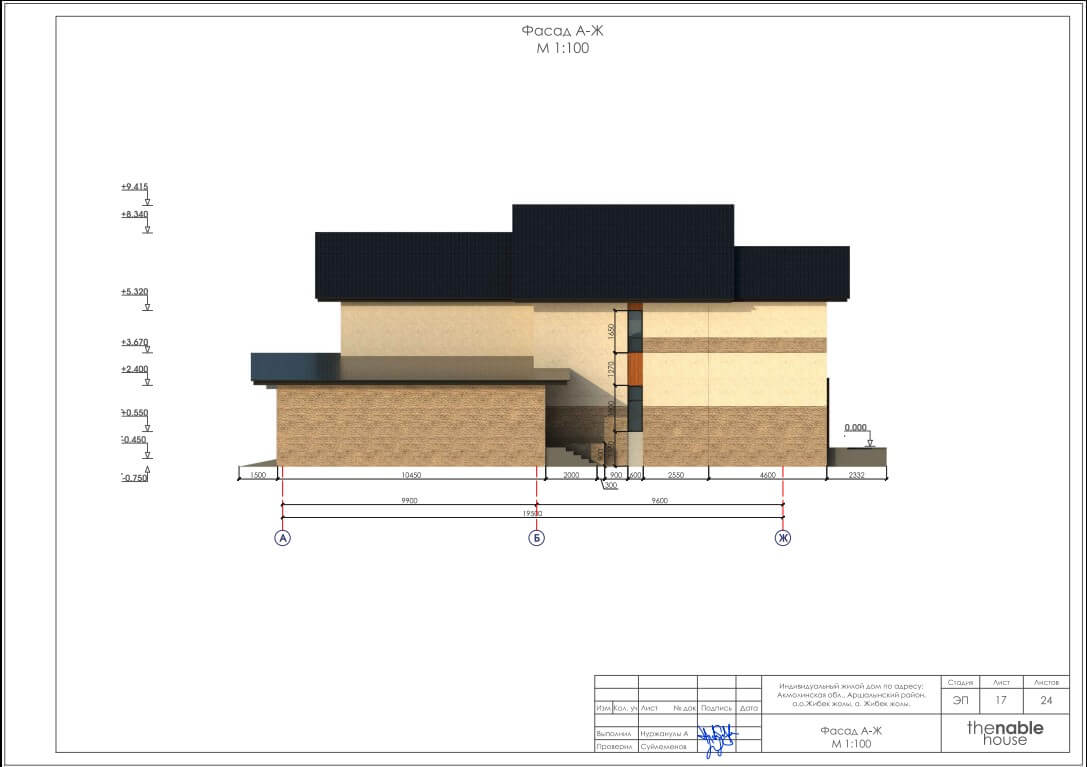 Фасад А-Ж
М 1:100
+9.415
+8.340
+5.320
+3.670
+2.400
+0.550
-0.450
-0.750
1650
1270
1800
900
0.000
1500
10450
2000
300
900
600
2550
4600
2332
9900
9600
19500
А
Б
Ж
Изм
Кол. уч
Лист
№ док
Подпись
Дата
Выполнил
Нуржанулы А
Проверил
Сулейменов
Индивидуальный жилой дом по адресу:
Акмолинская обл., Аршалынский район,
а.о.Жибек жолы, а. Жибек жолы.
Стадия
Лист
Листов
ЭП
17
24
Фасад А-Ж
М 1:100
thenable
house